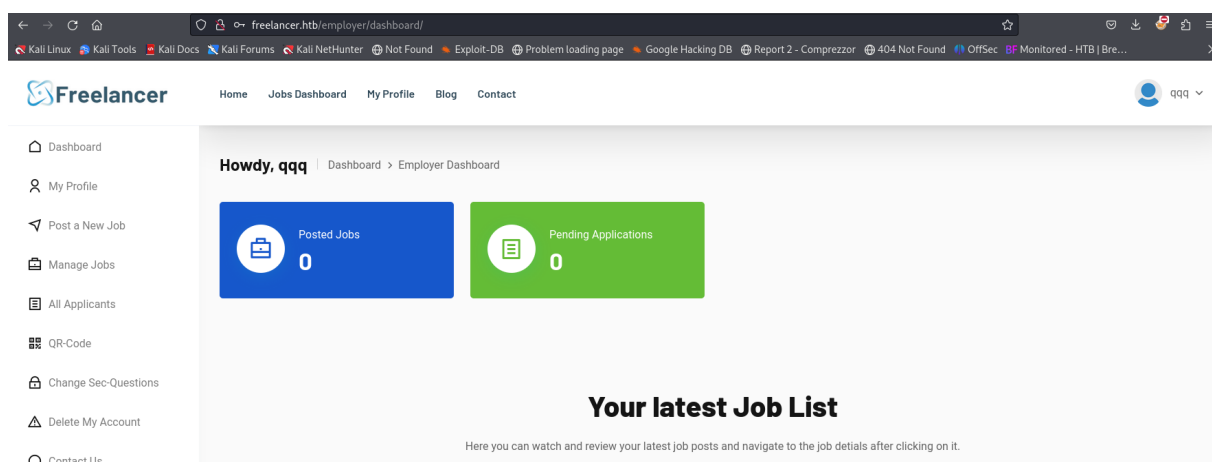 freelancer.htb/employer/dashboard/
Kali Linux Kali Tools Kali Docs Kali Forums Kali NetHunter Not Found Exploit-DB Problem loading page Google Hacking DB Report 2 - Comprezzor 404 Not Found OffSec Monitored - HTB | Bre...
Freelancer Home Jobs Dashboard My Profile Blog Contact qqq
Dashboard
My Profile
Post a New Job
Manage Jobs
All Applicants
QR-Code
Change Sec-Questions
Delete My Account
Contact Us
Howdy, qqq Dashboard > Employer Dashboard
Posted Jobs
0
Pending Applications
0
Your latest Job List
Here you can watch and review your latest job posts and navigate to the job detials after clicking on it.